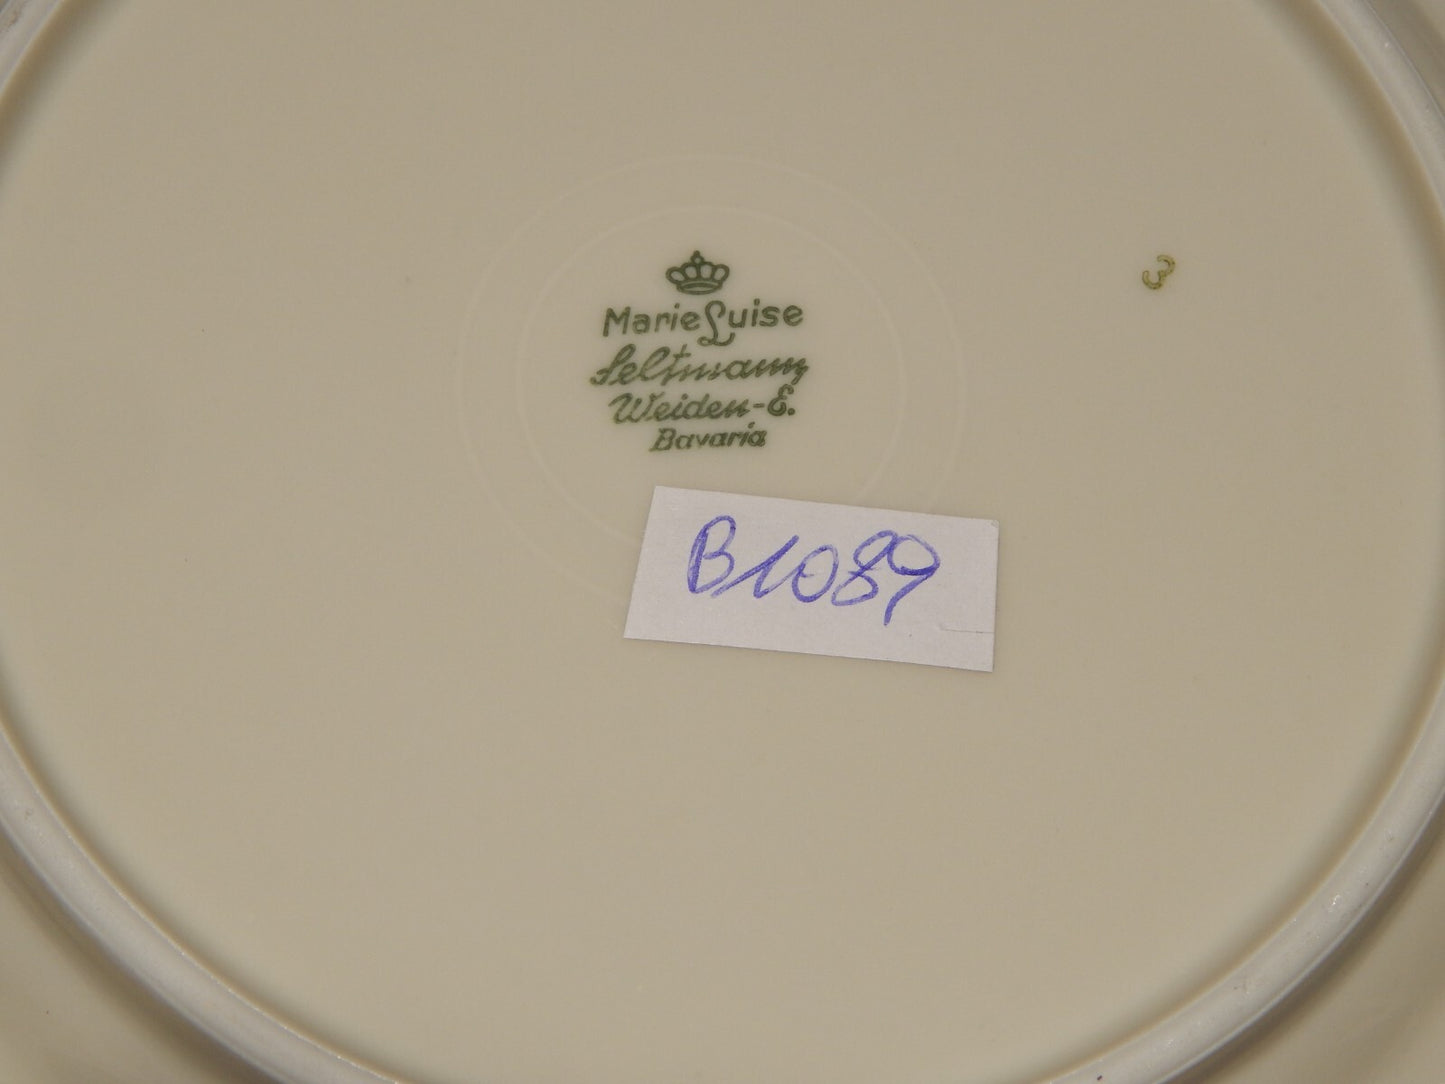 Marie Luise
Seltmann
Weiden-E.
Bavaria
3
B1089